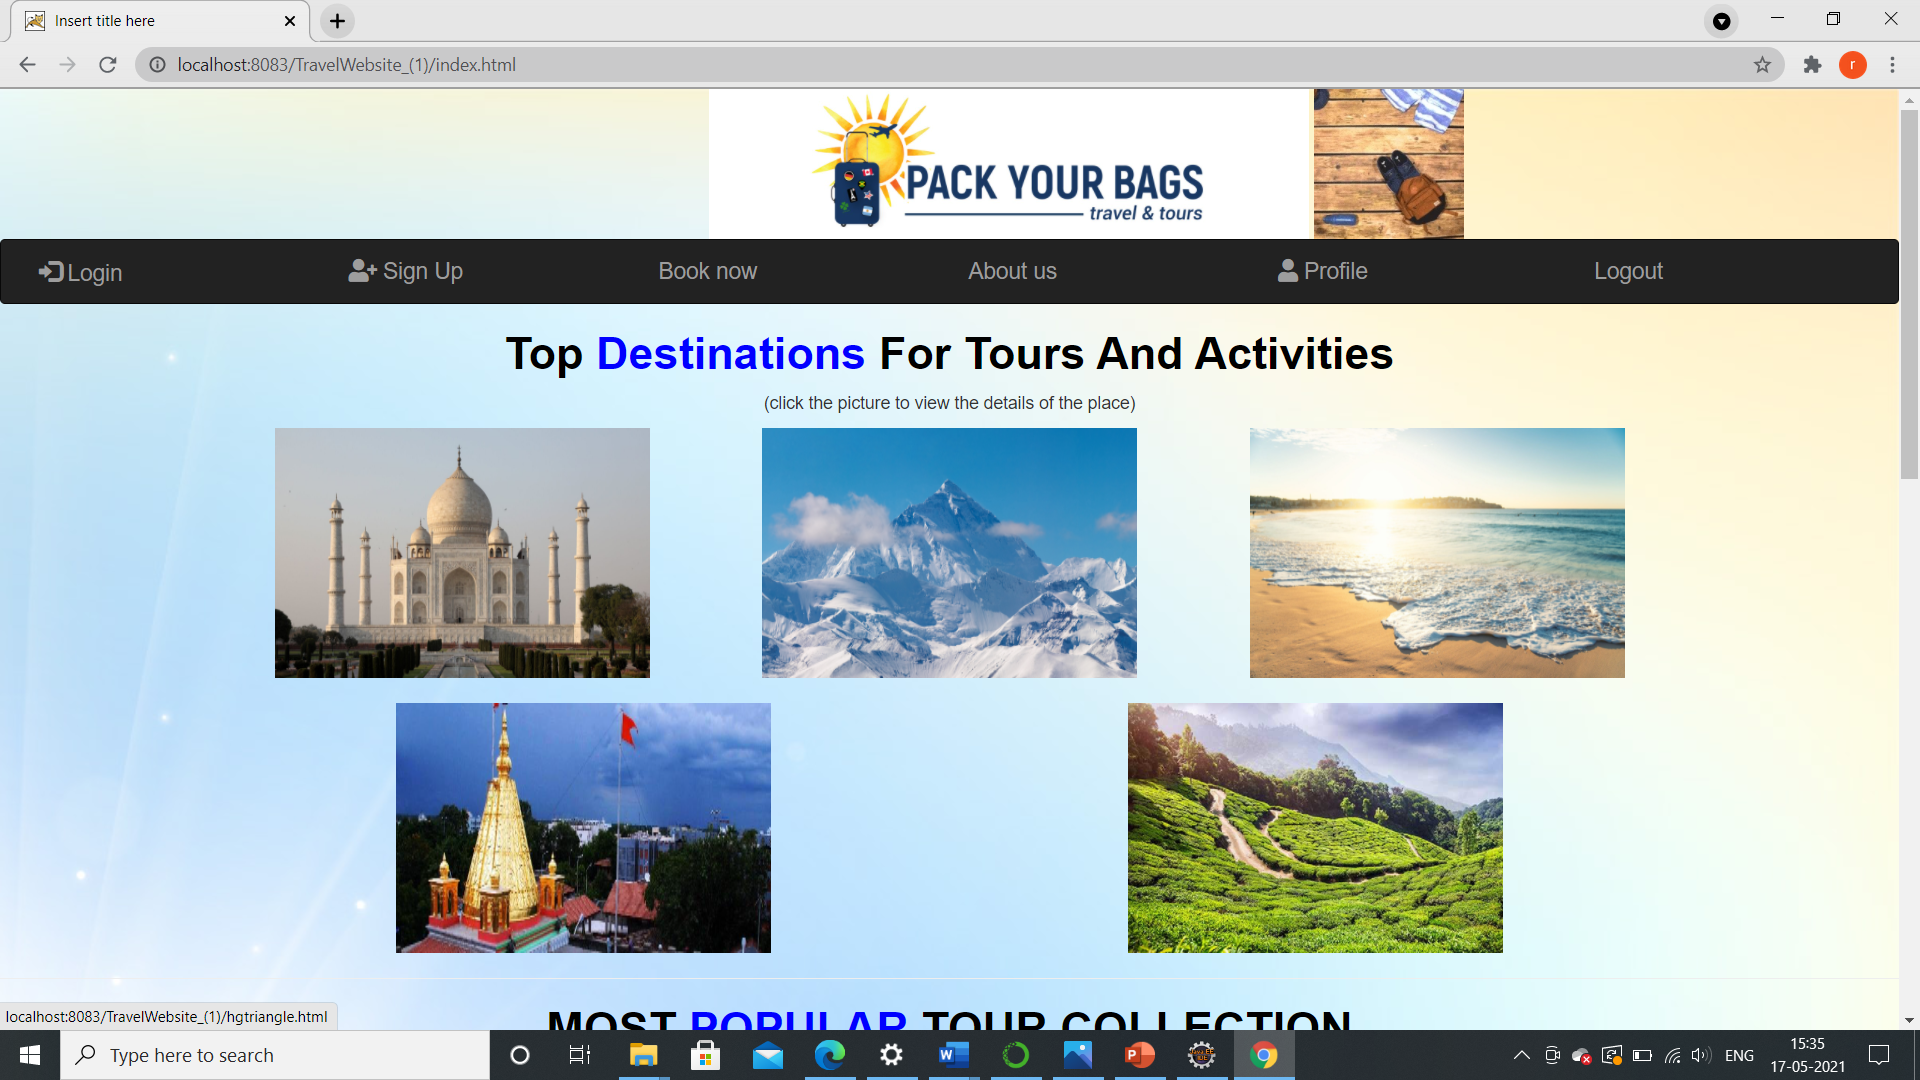 Insert title here
localhost:8083/TravelWebsite_(1)/index.html
r
PACK YOUR BAGS
travel & tours
Login
Sign Up
Book now
About us
Profile
Logout
Top Destinations For Tours And Activities
(click the picture to view the details of the place)
MOST POPULAR TOUR COLLECTION
localhost:8083/TravelWebsite_(1)/hgtriangle.html
Type here to search
ENG
15:35
17-05-2021